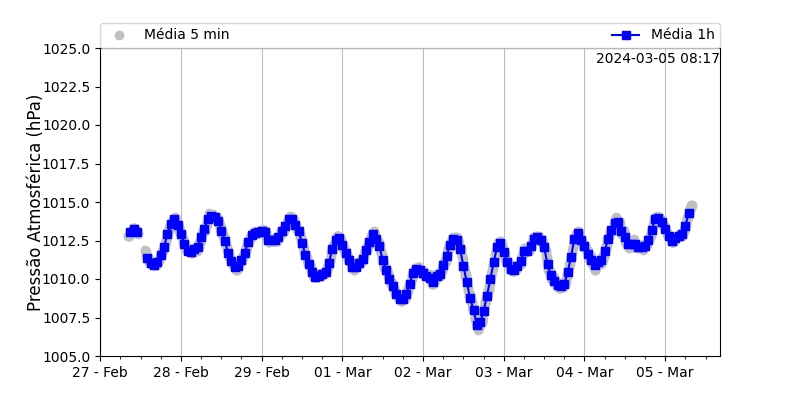 Média 5 min
Média 1h
2024-03-05 08:17
Pressão Atmosférica (hPa)
1025.0
1022.5
1020.0
1017.5
1015.0
1012.5
1010.0
1007.5
1005.0
27 - Feb
28 - Feb
29 - Feb
01 - Mar
02 - Mar
03 - Mar
04 - Mar
05 - Mar